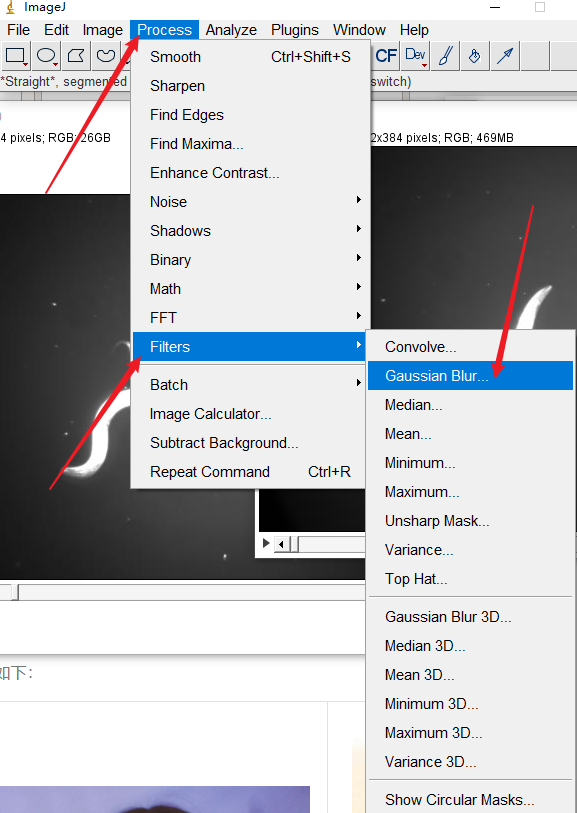 ImageJ
File Edit Image Process Analyze Plugins Window Help
CF Dev
*Straight*, segmented
switch)
4 pixels; RGB; 26GB
2x384 pixels; RGB; 469MB
Smooth Ctrl+Shift+S
Sharpen
Find Edges
Find Maxima...
Enhance Contrast...
Noise
Shadows
Binary
Math
FFT
Filters
Batch
Image Calculator...
Subtract Background...
Repeat Command Ctrl+R
Convolve...
Gaussian Blur...
Median...
Mean...
Minimum...
Maximum...
Unsharp Mask...
Variance...
Top Hat...
Gaussian Blur 3D...
Median 3D...
Mean 3D...
Minimum 3D...
Maximum 3D...
Variance 3D...
Show Circular Masks...
如下：